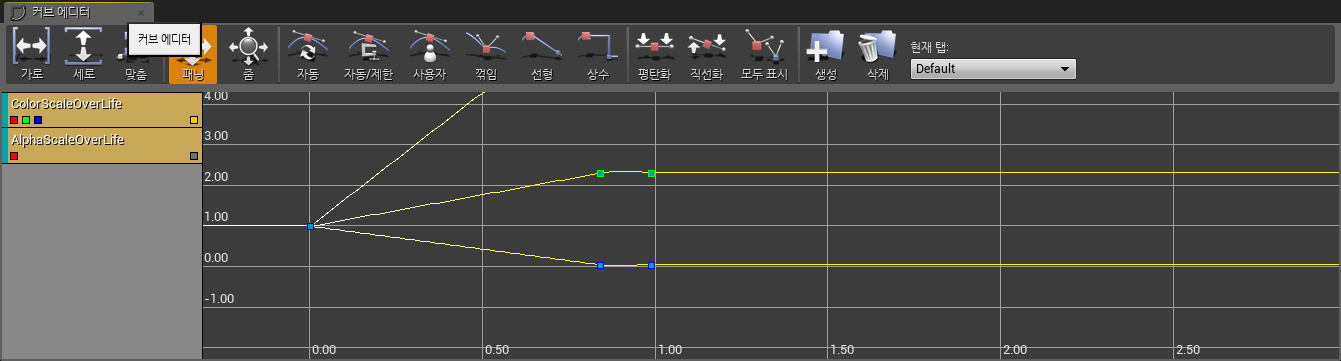 커브 에디터
커브 에디터
가로 세로 맞춤 패닝 줌 자동 자동/제한 사용자 꺾임 선형 상수 평탄화 직선화 모두 표시 생성 삭제
현재 탭:
Default
ColorScaleOverLife
AlphaScaleOverLife
4.00
3.00
2.00
1.00
0.00
-1.00
0.00 0.50 1.00 1.50 2.00 2.50